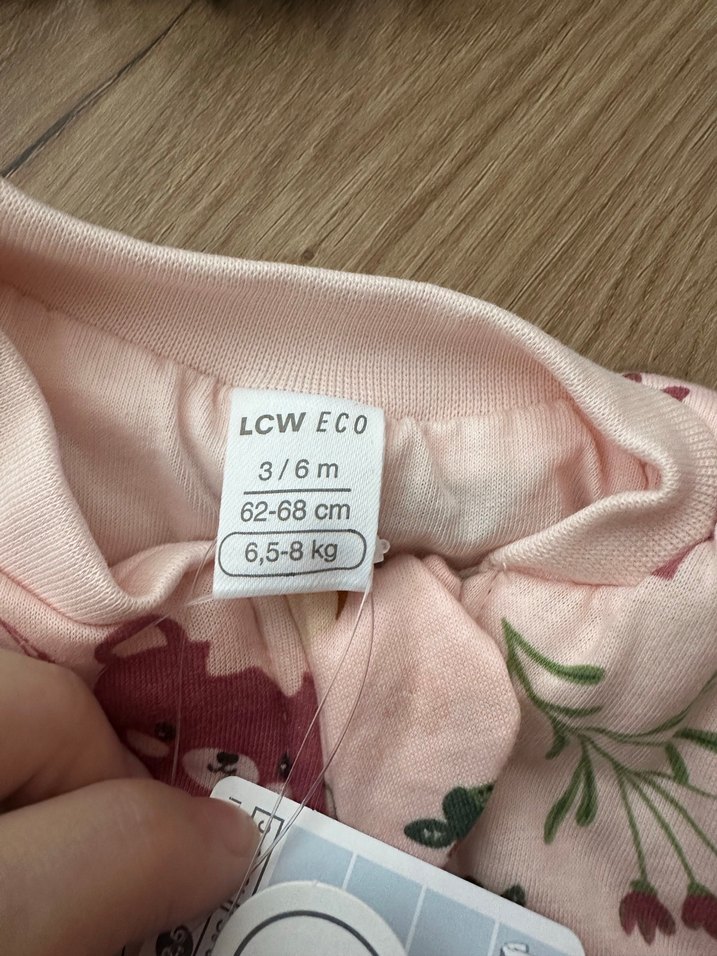 LCW ECO
3/6 m
62-68 cm
6,5-8 kg